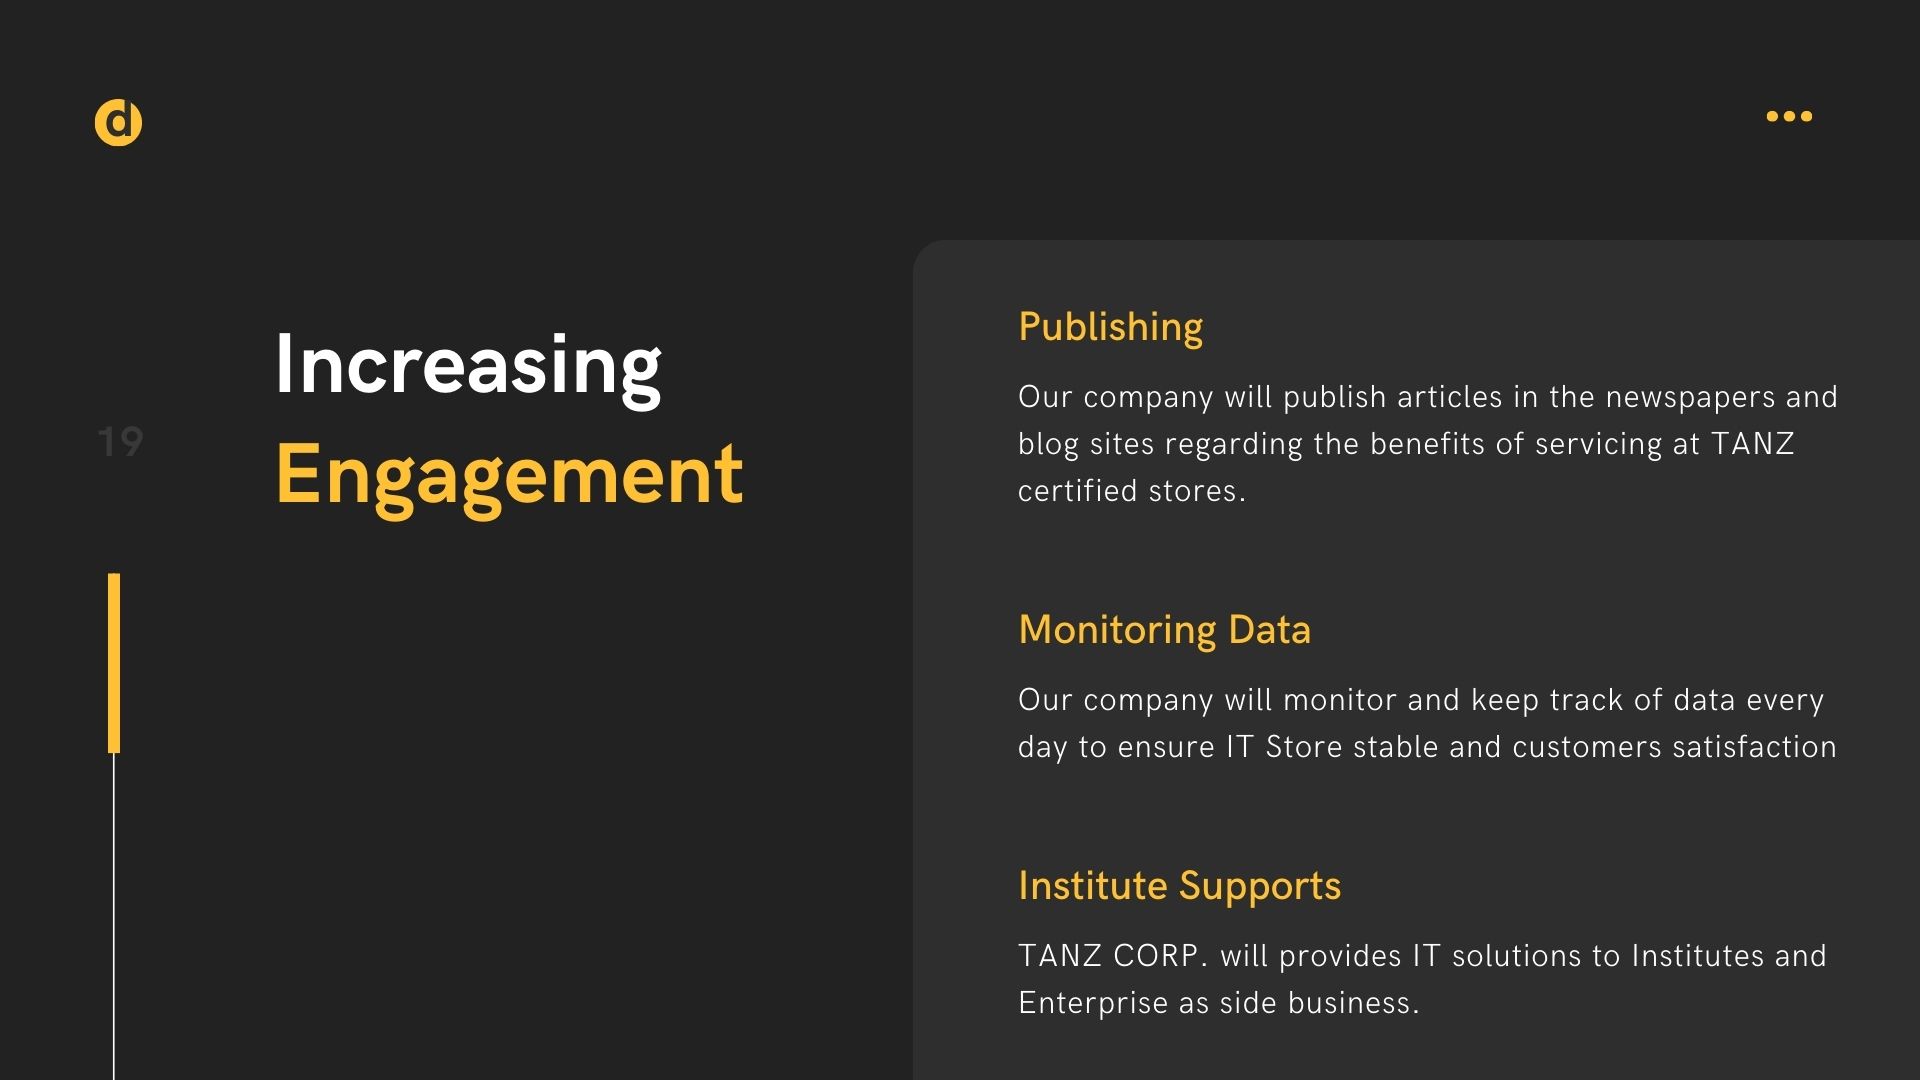 d
19
Increasing
Engagement
Publishing
Our company will publish articles in the newspapers and
blog sites regarding the benefits of servicing at TANZ
certified stores.
Monitoring Data
Our company will monitor and keep track of data every
day to ensure IT Store stable and customers satisfaction
Institute Supports
TANZ CORP. will provides IT solutions to Institutes and
Enterprise as side business.